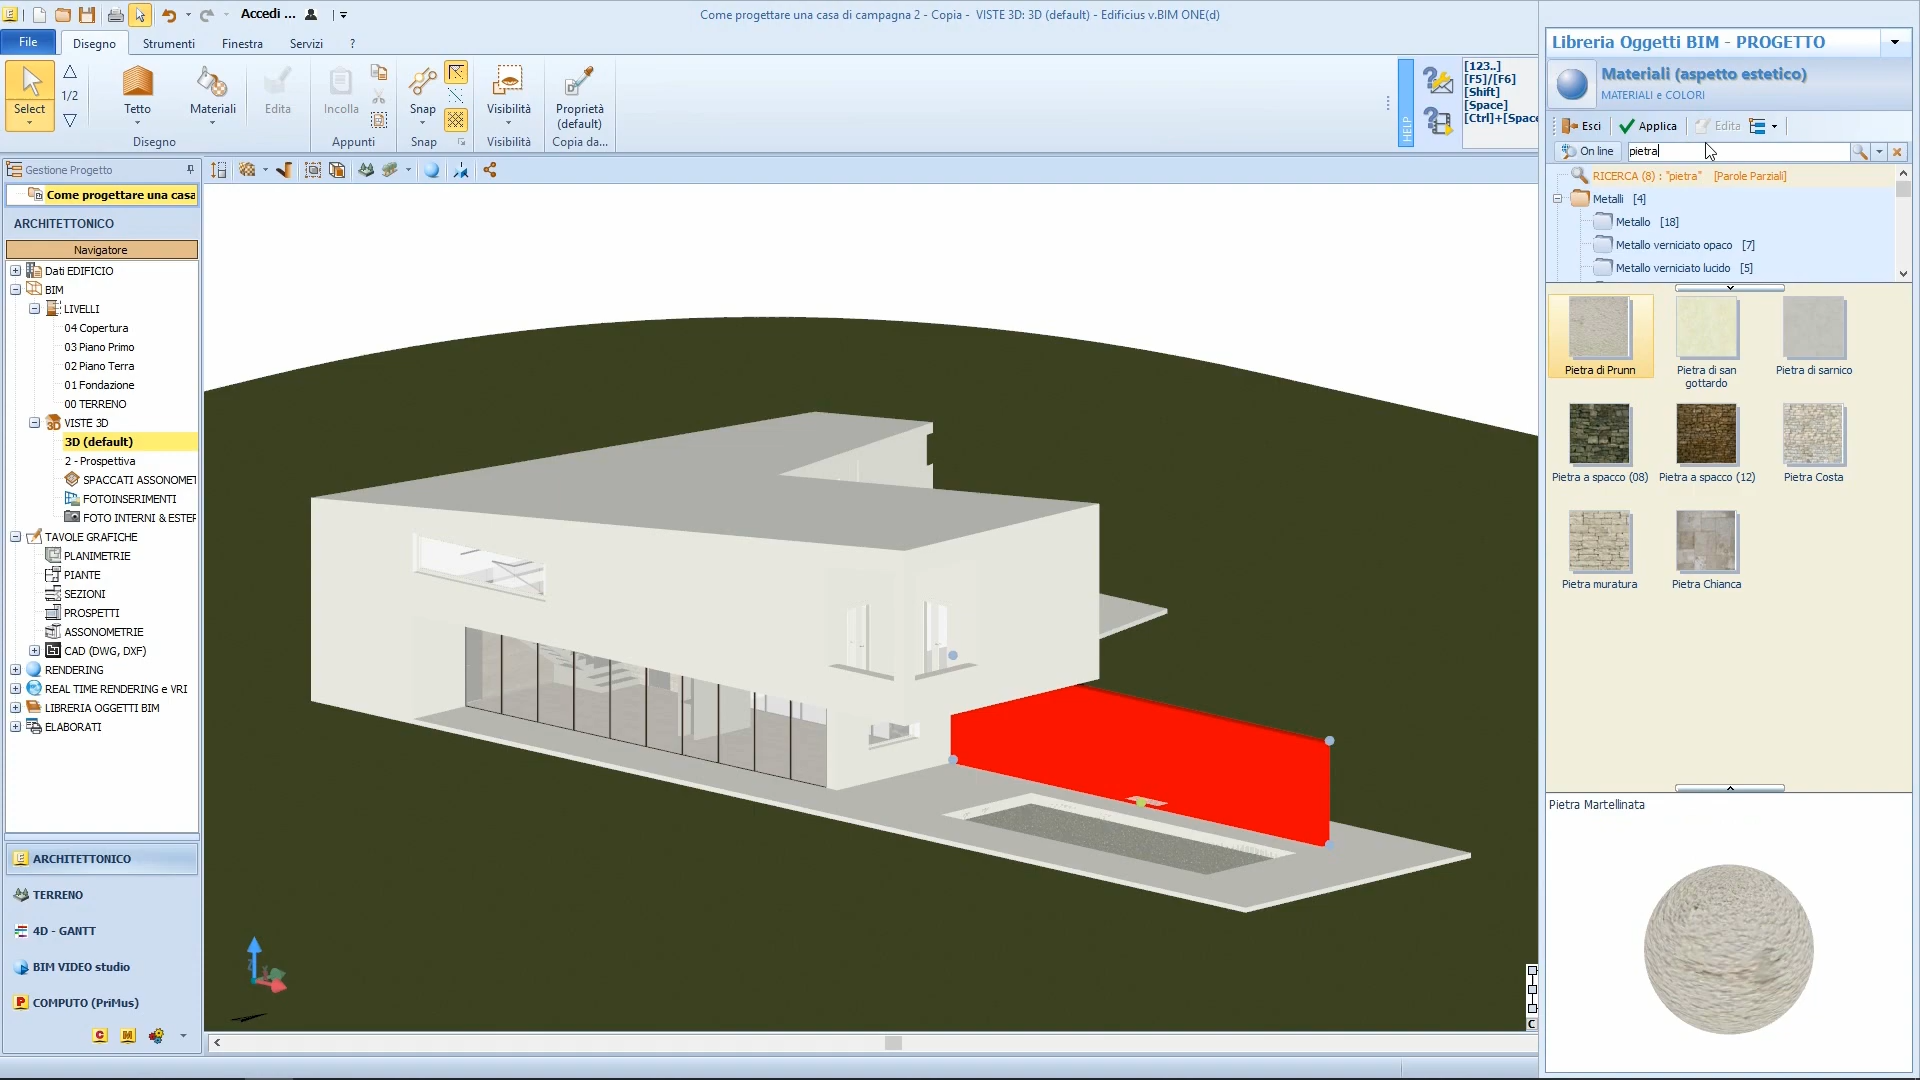 Accedi ...
Come progettare una casa di campagna 2 - Copia - VISTE 3D: 3D (default) - Edificius v.BIM ONE(d)
File
Disegno
Strumenti
Finestra
Servizi
?
Select
1/2
Tetto
Materiali
Edita
Disegno
Incolla
Appunti
Snap
Snap
Visibilità
Visibilità
Proprietà
(default)
Copia da...
HELP
[123..]
[F5]/[F6]
[Shift]
[Space]
[Ctrl]+[Space
Gestione Progetto
Come progettare una casa
ARCHITETTONICO
Navigatore
Dati EDIFICIO
BIM
LIVELLI
04 Copertura
03 Piano Primo
02 Piano Terra
01 Fondazione
00 TERRENO
VISTE 3D
3D (default)
2 - Prospettiva
SPACCATI ASSONOMET
FOTOINSERIMENTI
FOTO INTERNI & ESTER
TAVOLE GRAFICHE
PLANIMETRIE
PIANTE
SEZIONI
PROSPETTI
ASSONOMETRIE
CAD (DWG, DXF)
RENDERING
REAL TIME RENDERING e VRI
LIBRERIA OGGETTI BIM
ELABORATI
ARCHITETTONICO
TERRENO
4D - GANTT
BIM VIDEO studio
COMPUTO (PriMus)
C
Libreria Oggetti BIM - PROGETTO
Materiali (aspetto estetico)
MATERIALI e COLORI
Esci
Applica
Edita
On line
pietra
RICERCA (8) : "pietra" [Parole Parziali]
Metalli [4]
Metallo [18]
Metallo verniciato opaco [7]
Metallo verniciato lucido [5]
Pietra di Prunn
Pietra di san
gottardo
Pietra di sarnico
Pietra a spacco (08)
Pietra a spacco (12)
Pietra Costa
Pietra muratura
Pietra Chianca
Pietra Martellinata